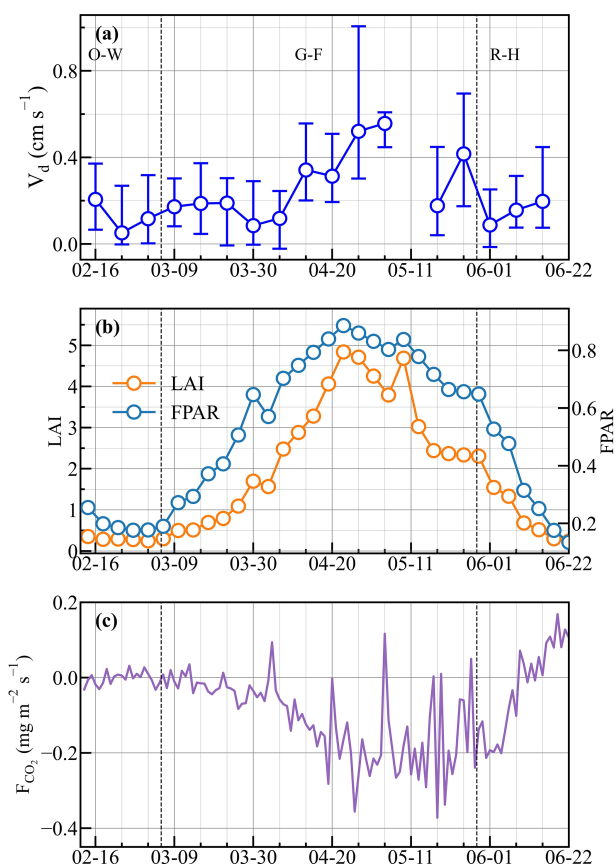 (a)
O-W
G-F
R-H
V_d (cm s⁻¹)
0.8
0.4
0.0
02-16 03-09 03-30 04-20 05-11 06-01 06-22
(b)
LAI
FPAR
LAI
5
4
3
2
1
0
FPAR
0.8
0.6
0.4
0.2
02-16 03-09 03-30 04-20 05-11 06-01 06-22
(c)
F_CO₂ (mg m⁻² s⁻¹)
0.2
0.0
−0.2
−0.4
02-16 03-09 03-30 04-20 05-11 06-01 06-22